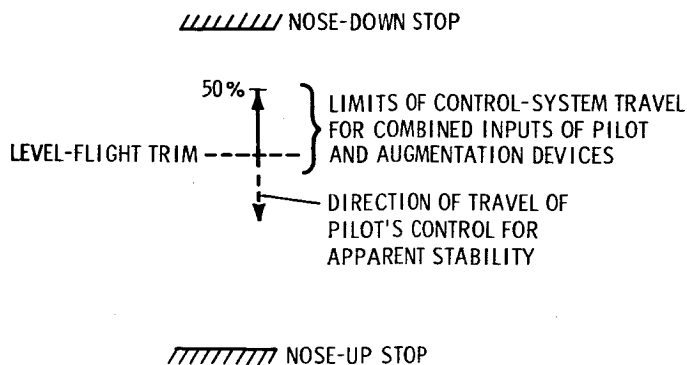 NOSE-DOWN STOP
50%
LIMITS OF CONTROL-SYSTEM TRAVEL
FOR COMBINED INPUTS OF PILOT
AND AUGMENTATION DEVICES
LEVEL-FLIGHT TRIM
DIRECTION OF TRAVEL OF
PILOT'S CONTROL FOR
APPARENT STABILITY
NOSE-UP STOP